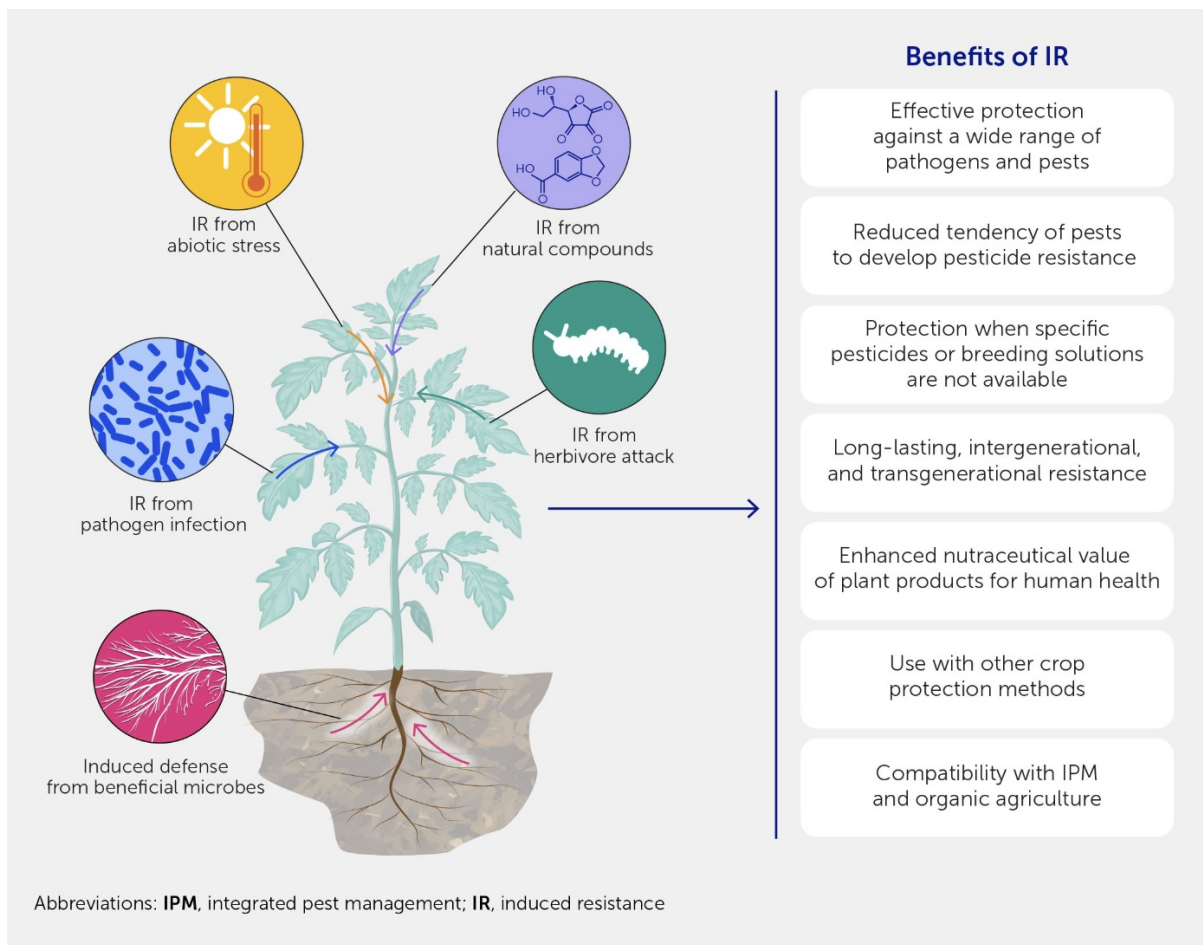 Benefits of IR
HO
HO
O
O
O
O
HO
O
O
O
IR from
abiotic stress
IR from
natural compounds
IR from
herbivore attack
IR from
pathogen infection
Induced defense
from beneficial microbes
Effective protection
against a wide range of
pathogens and pests
Reduced tendency of pests
to develop pesticide resistance
Protection when specific
pesticides or breeding solutions
are not available
Long-lasting, intergenerational,
and transgenerational resistance
Enhanced nutraceutical value
of plant products for human health
Use with other crop
protection methods
Compatibility with IPM
and organic agriculture
Abbreviations: IPM, integrated pest management; IR, induced resistance